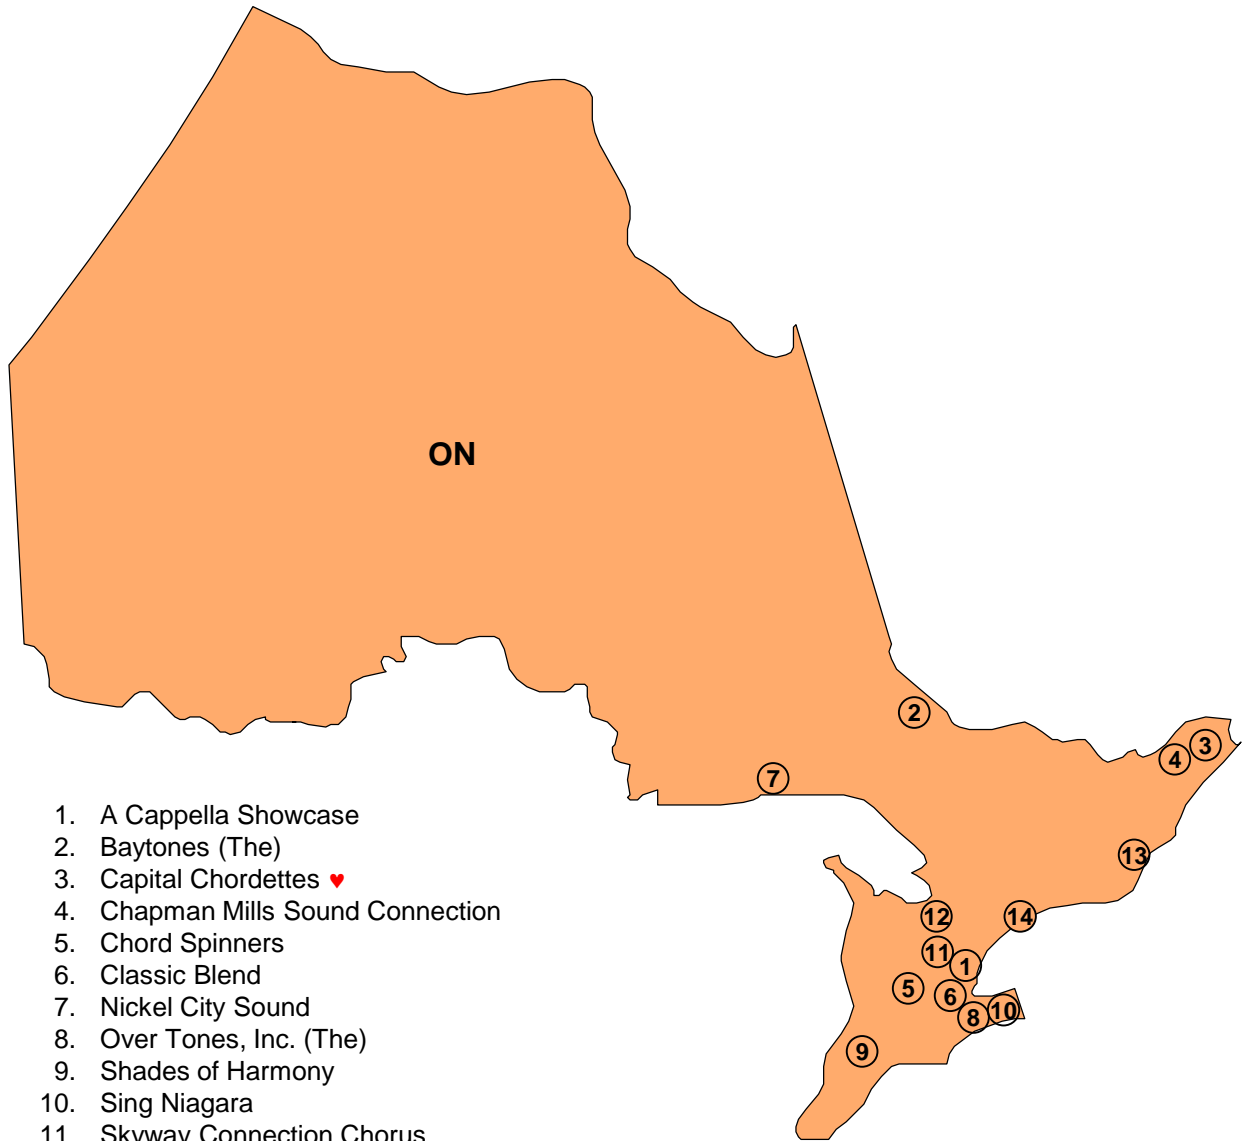 ON
2
3
4
7
13
12
14
11
1
5
6
10
8
9
1. A Cappella Showcase
2. Baytones (The)
3. Capital Chordettes ♥
4. Chapman Mills Sound Connection
5. Chord Spinners
6. Classic Blend
7. Nickel City Sound
8. Over Tones, Inc. (The)
9. Shades of Harmony
10. Sing Niagara
11. Skyway Connection Chorus